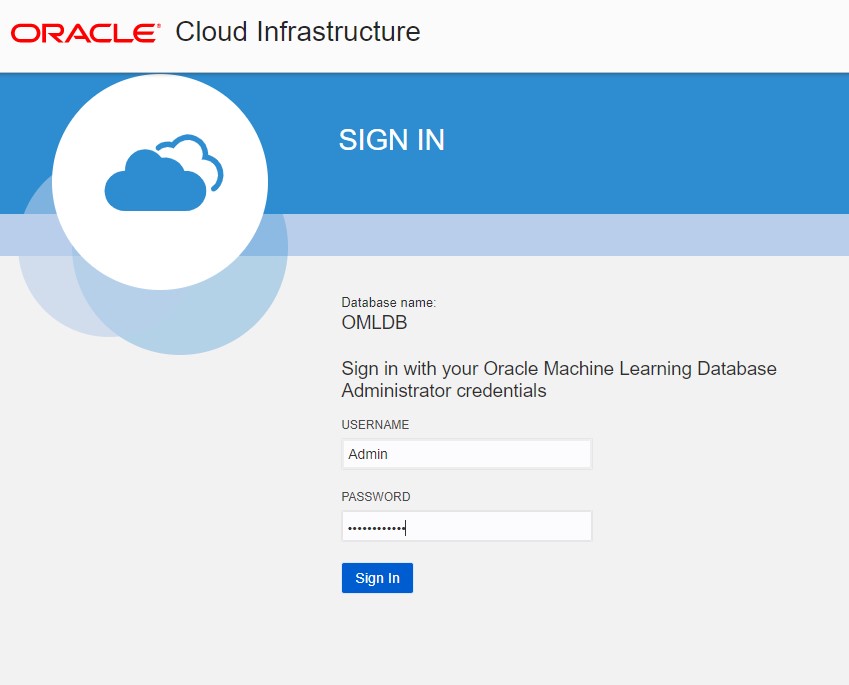 ORACLE® Cloud Infrastructure
SIGN IN
Database name:
OMLDB
Sign in with your Oracle Machine Learning Database
Administrator credentials
USERNAME
Admin
PASSWORD
••••••••••••
Sign In